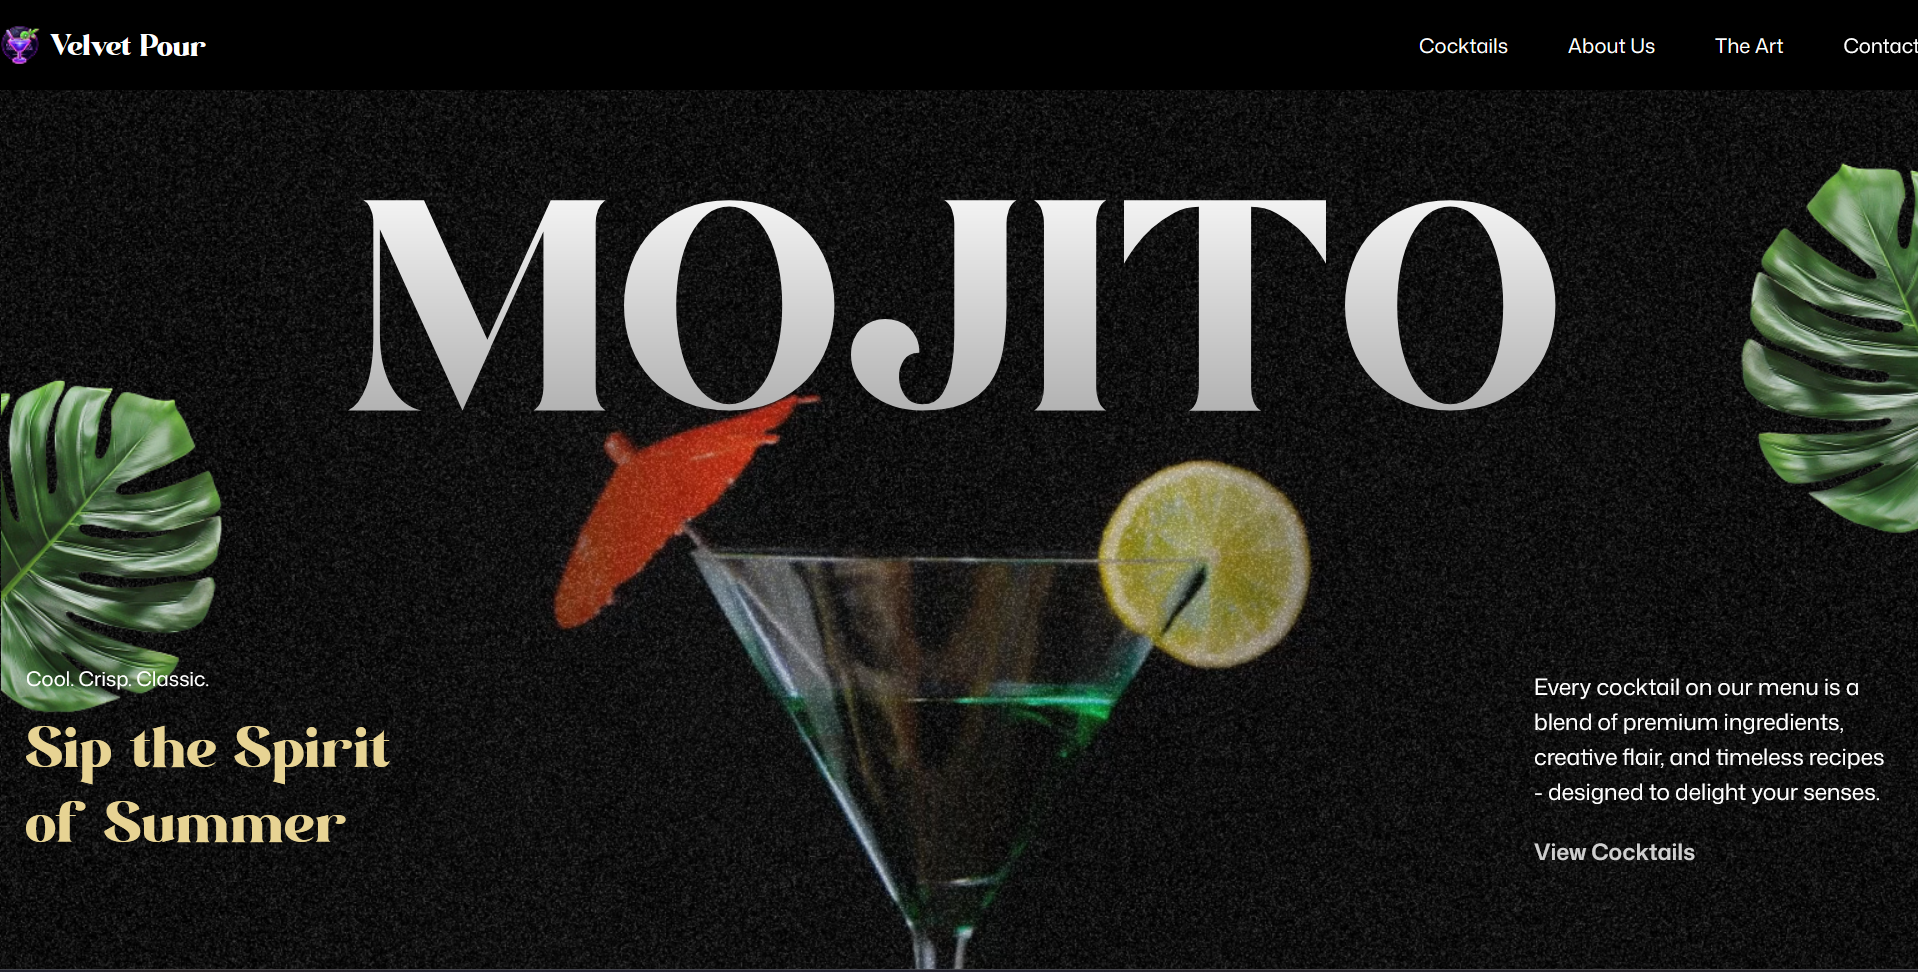 Velvet Pour
Cocktails
About Us
The Art
Contact
MOJITO
Cool. Crisp. Classic.
Sip the Spirit
of Summer
Every cocktail on our menu is a
blend of premium ingredients,
creative flair, and timeless recipes
- designed to delight your senses.
View Cocktails